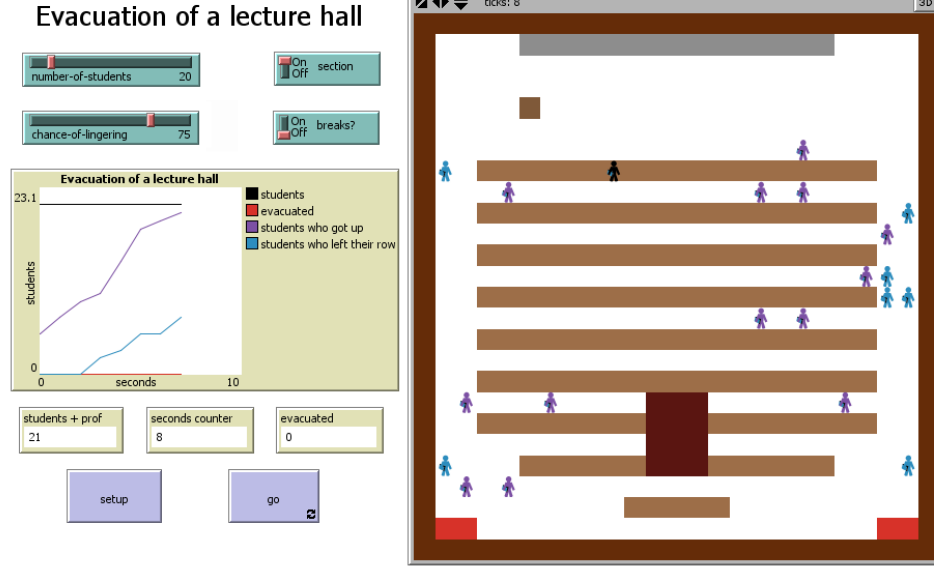 Evacuation of a lecture hall
ticks: 8
3D
number-of-students 20
On
Off
section
chance-of-lingering 75
On
Off
breaks?
Evacuation of a lecture hall
23.1
students
0
0
seconds
10
students
evacuated
students who got up
students who left their row
students + prof
21
seconds counter
8
evacuated
0
setup
go